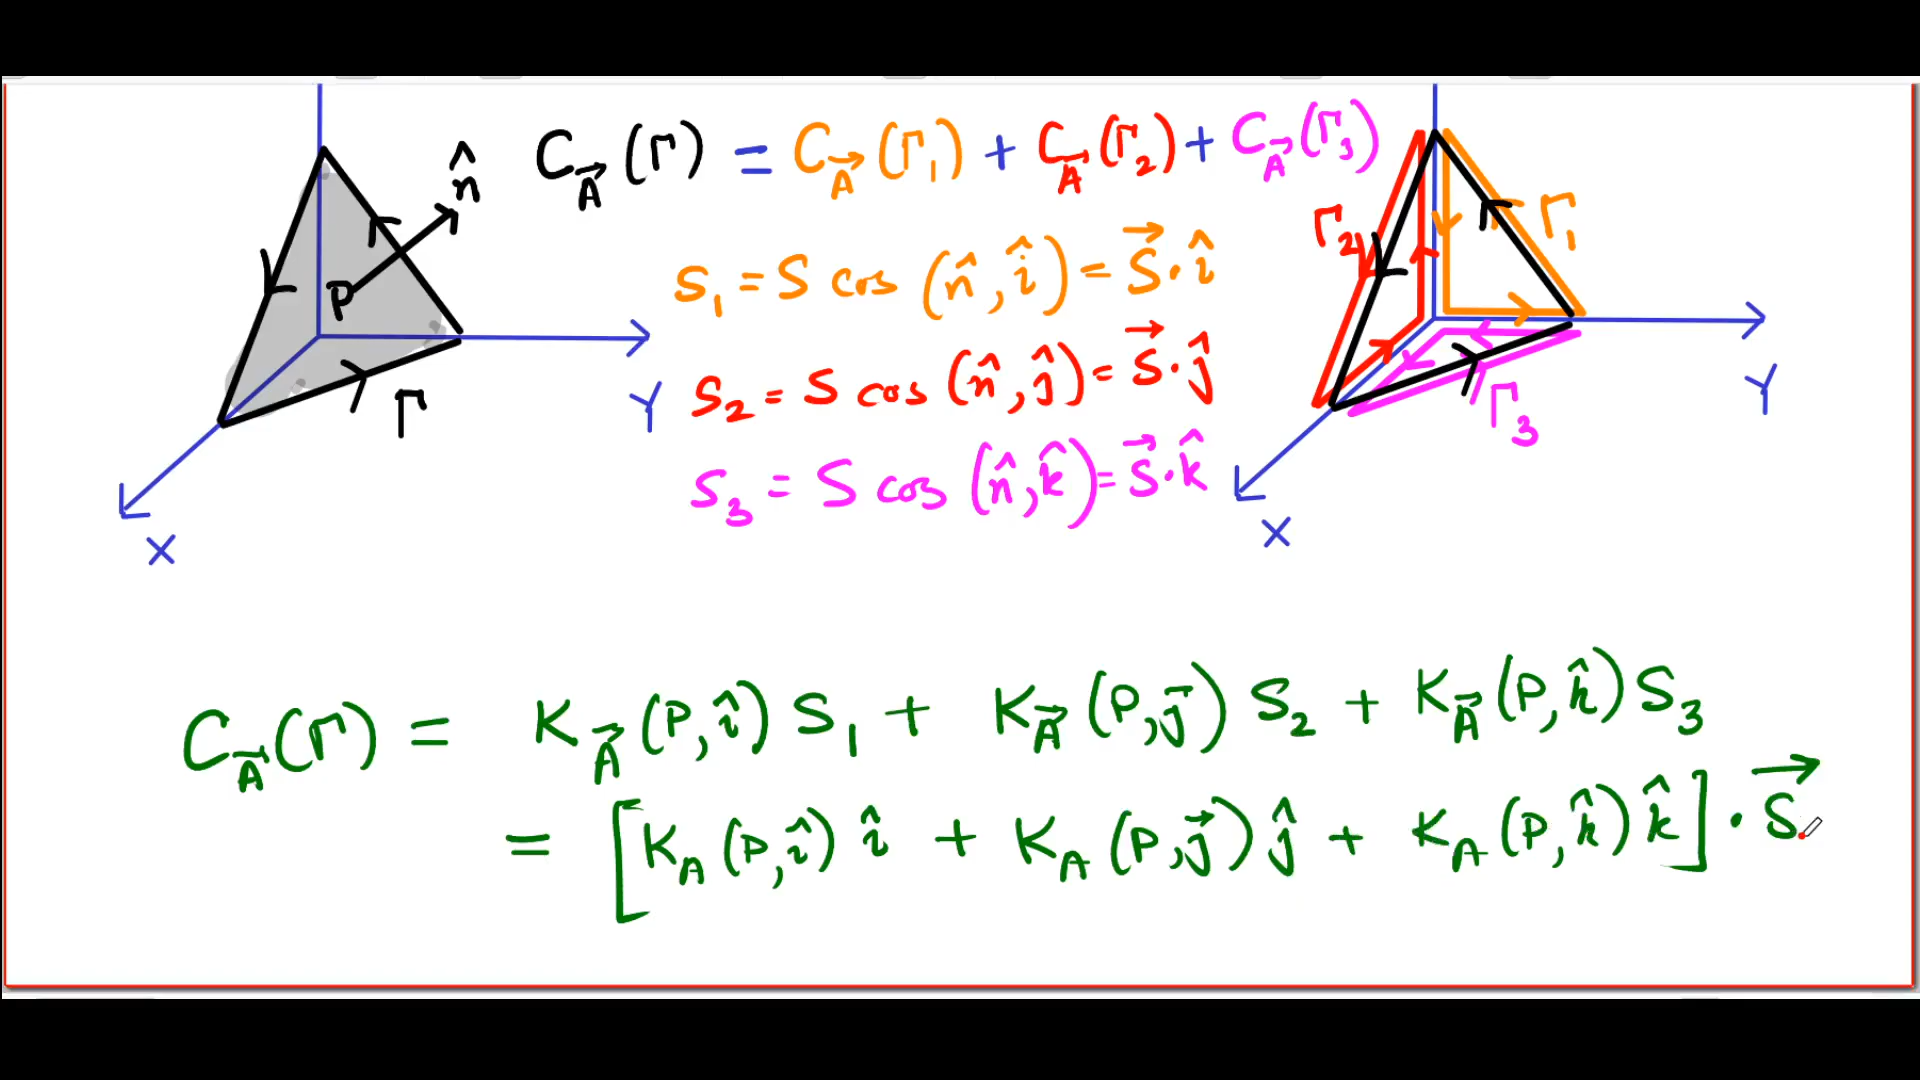 C_A⃗(Γ) = C_A⃗(Γ₁) + C_A⃗(Γ₂) + C_A⃗(Γ₃)
n̂
P
Γ
Y
X
S₁ = S cos(n̂, î) = S⃗·î
S₂ = S cos(n̂, ĵ) = S⃗·ĵ
S₃ = S cos(n̂, k̂) = S⃗·k̂
Γ₂
Γ₁
Γ₃
Y
X
C_A⃗(Γ) = K_A⃗(P, î) S₁ + K_A⃗(P, j⃗) S₂ + K_A⃗(P, k̂) S₃
= [K_A(P, î) î + K_A(P, j⃗) ĵ + K_A(P, k̂) k̂] · S⃗